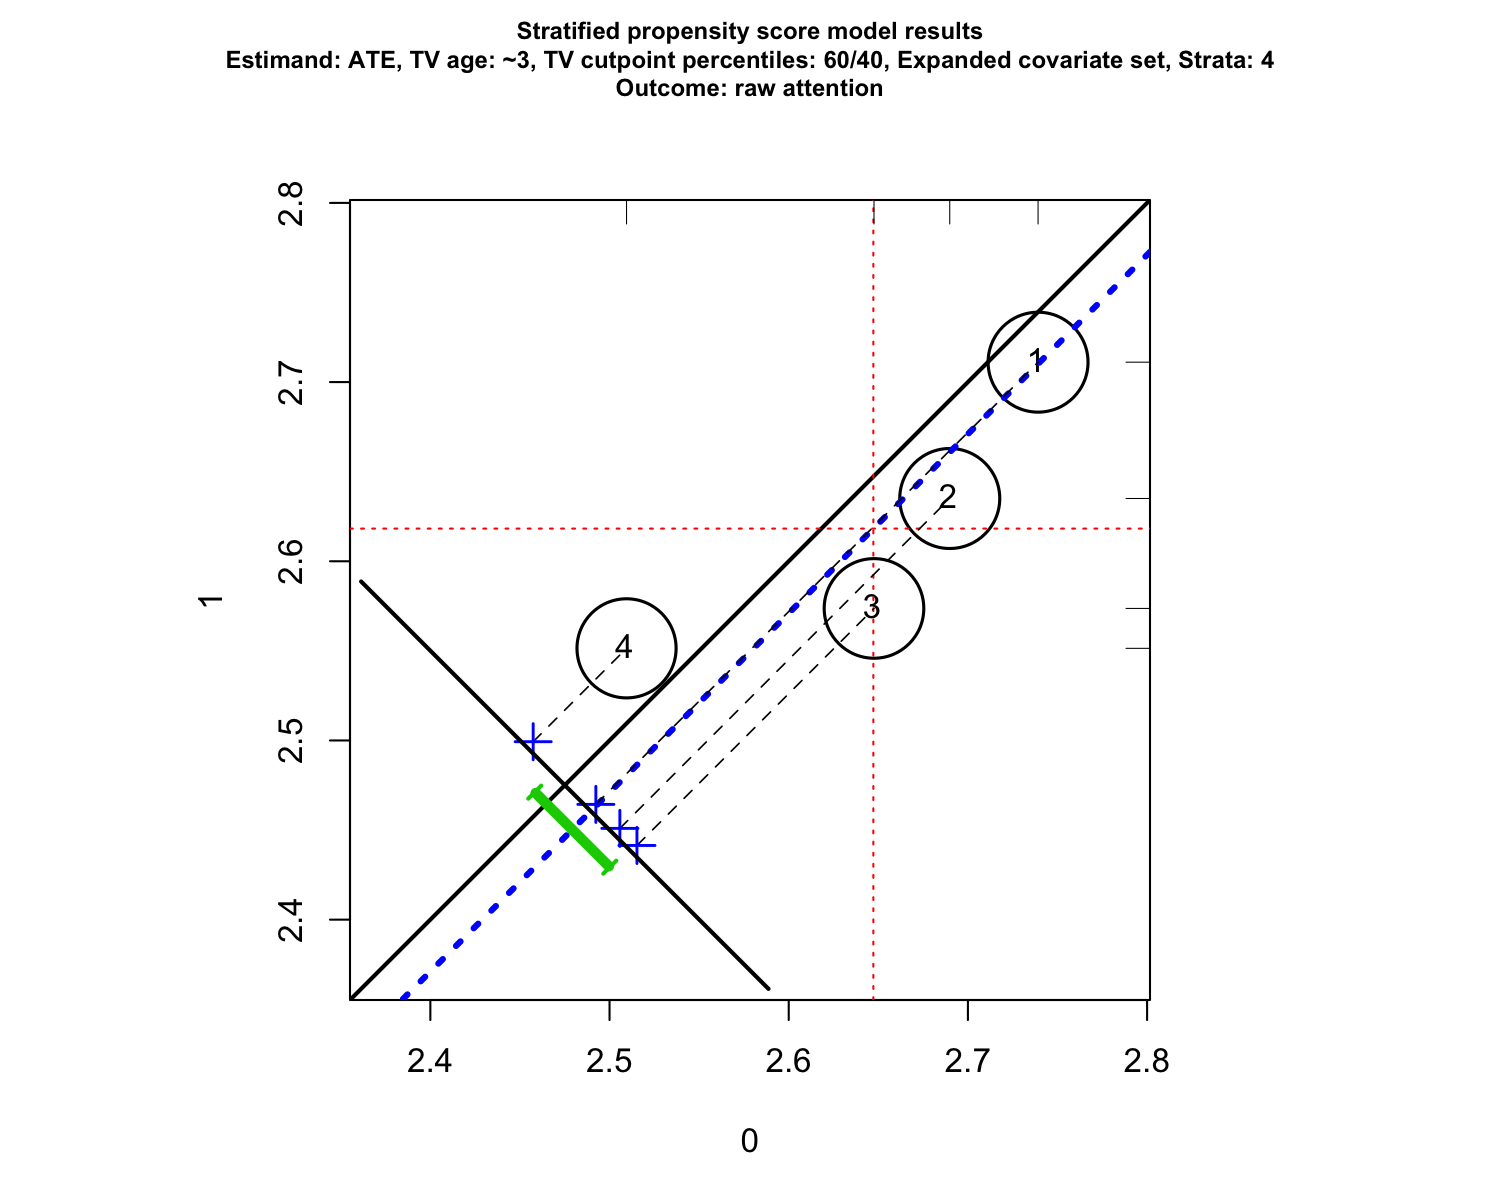 Stratified propensity score model results
Estimand: ATE, TV age: ~3, TV cutpoint percentiles: 60/40, Expanded covariate set, Strata: 4
Outcome: raw attention
2.8
2.7
2.6
2.5
2.4
1
1
2
3
4
2.4 2.5 2.6 2.7 2.8
0